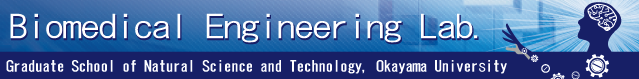 Biomedical Engineering Lab.
Graduate School of Natural Science and Technology, Okayama University